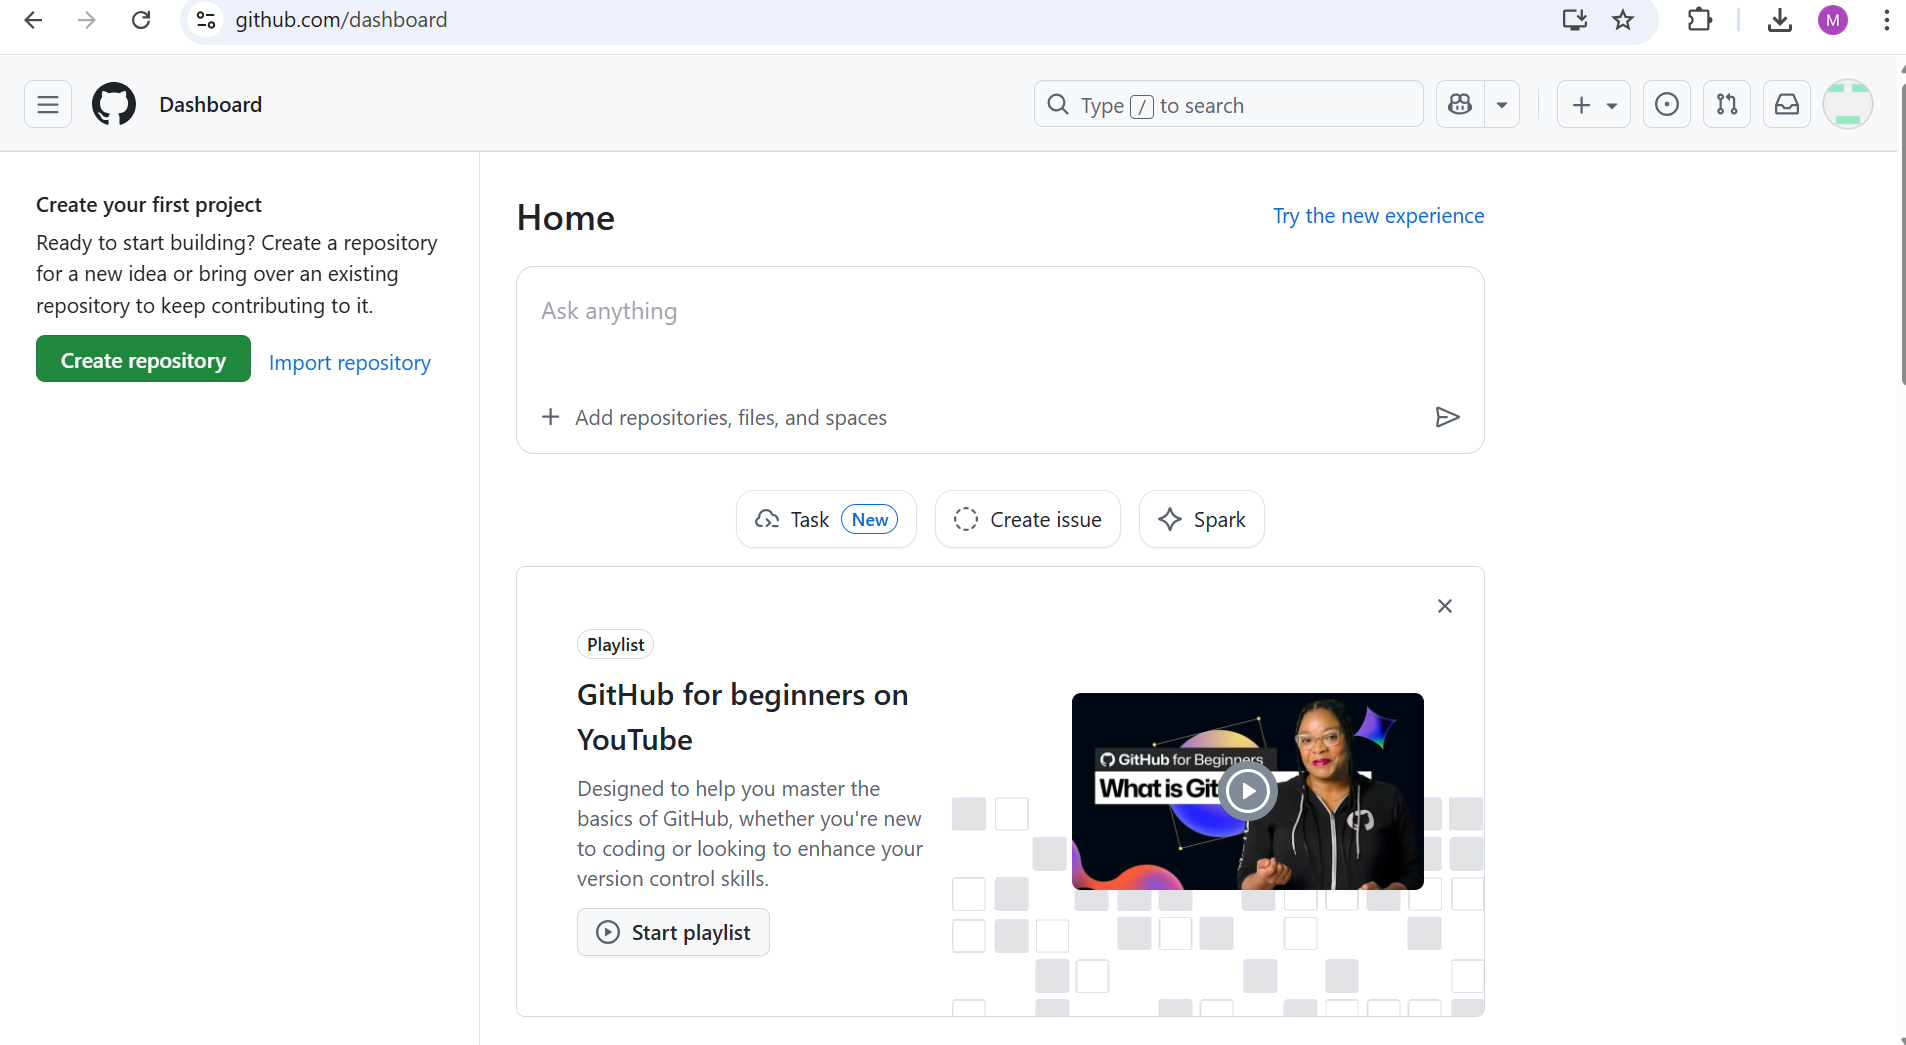 github.com/dashboard
M
Dashboard
Type / to search
Create your first project
Ready to start building? Create a repository
for a new idea or bring over an existing
repository to keep contributing to it.
Create repository
Import repository
Home
Try the new experience
Ask anything
Add repositories, files, and spaces
Task
New
Create issue
Spark
Playlist
GitHub for beginners on
YouTube
Designed to help you master the
basics of GitHub, whether you're new
to coding or looking to enhance your
version control skills.
Start playlist
GitHub for Beginners
What is Git